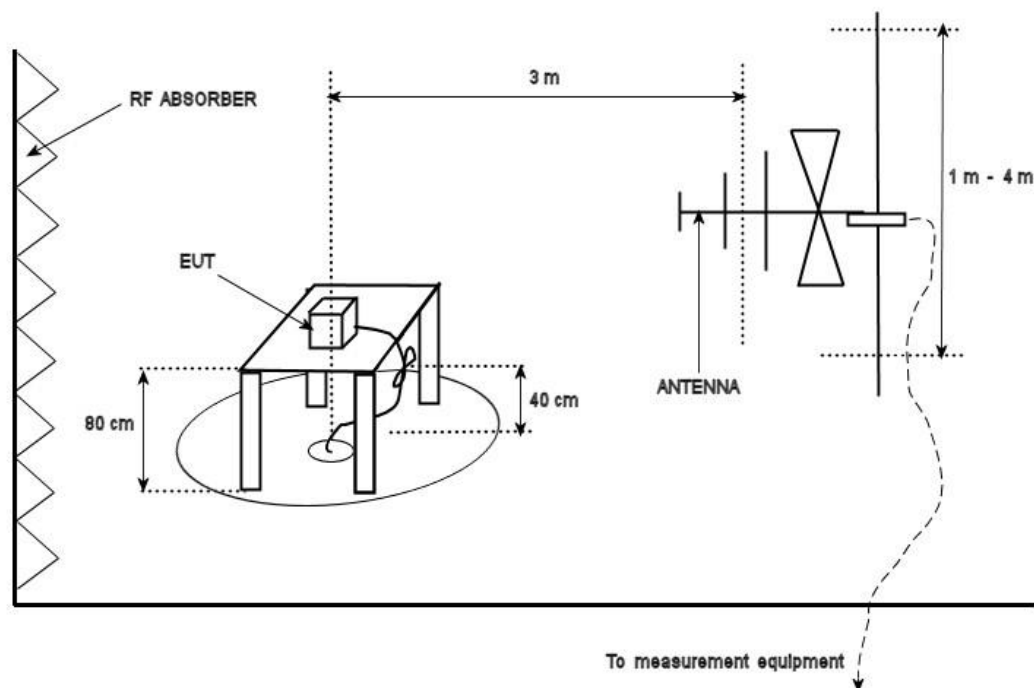 3 m
RF ABSORBER
1 m - 4 m
EUT
ANTENNA
40 cm
80 cm
To measurement equipment